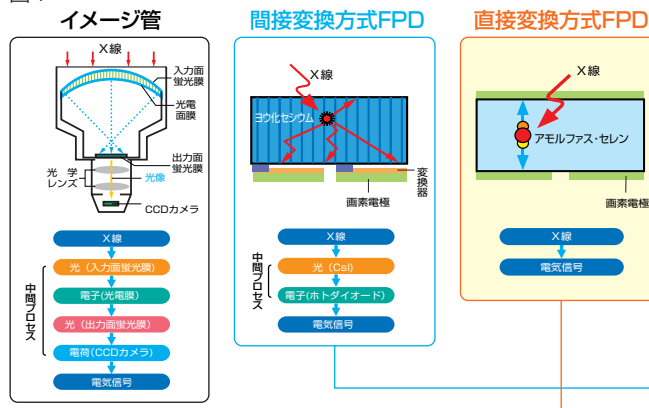 イメージ管
X線
入力面
蛍光膜
光電
面膜
出力面
蛍光膜
光学
レンズ
光像
CCDカメラ
X線
光（入力面蛍光膜）
電子(光電膜)
光（出力面蛍光膜）
電荷(CCDカメラ)
電気信号
中間プロセス
間接変換方式FPD
X線
ヨウ化セシウム
変換器
画素電極
X線
光（CsI）
電子(ホトダイオード)
電気信号
中間プロセス
直接変換方式FPD
X線
アモルファス・セレン
画素電極
X線
電気信号